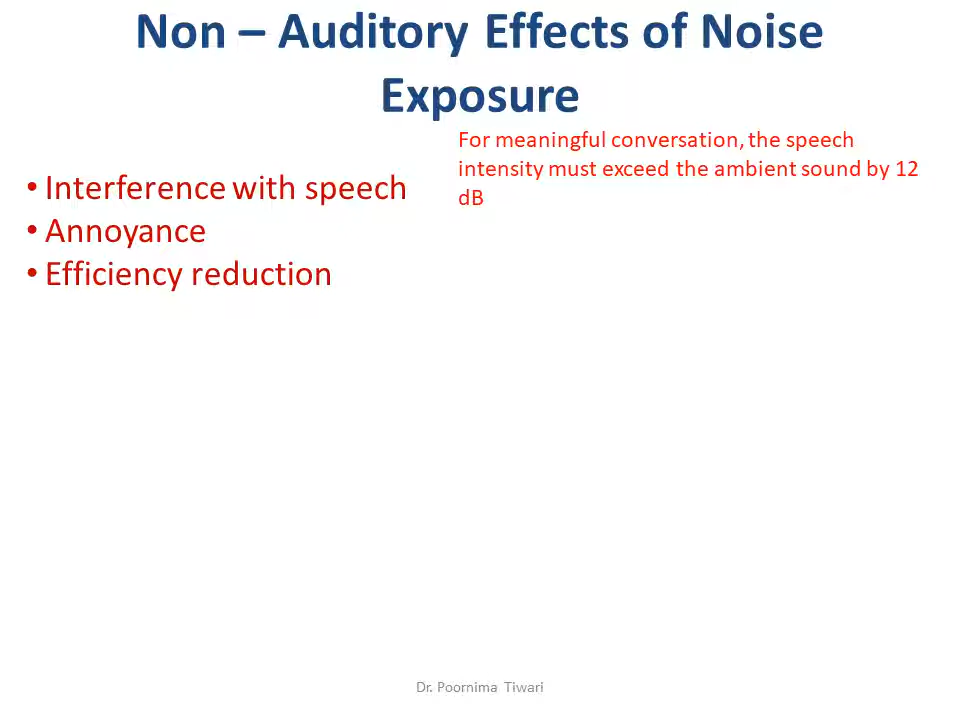 Non – Auditory Effects of Noise
Exposure
For meaningful conversation, the speech
intensity must exceed the ambient sound by 12
dB
• Interference with speech
• Annoyance
• Efficiency reduction
Dr. Poornima Tiwari